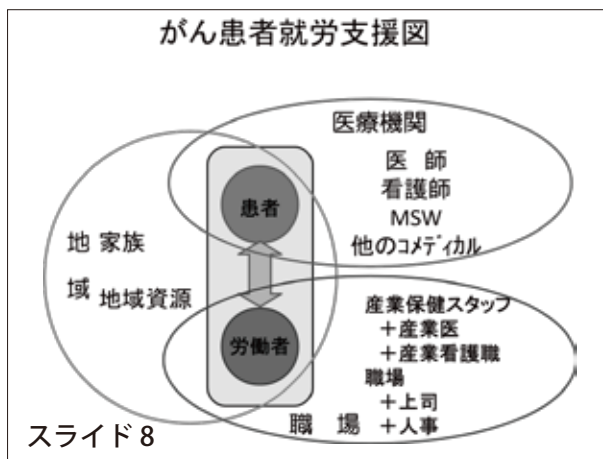 がん患者就労支援図
医療機関
医 師
看護師
MSW
他のコメディカル
患者
地 家族
域 地域資源
労働者
産業保健スタッフ
+産業医
+産業看護職
職場
+上司
職 場 +人事
スライド 8